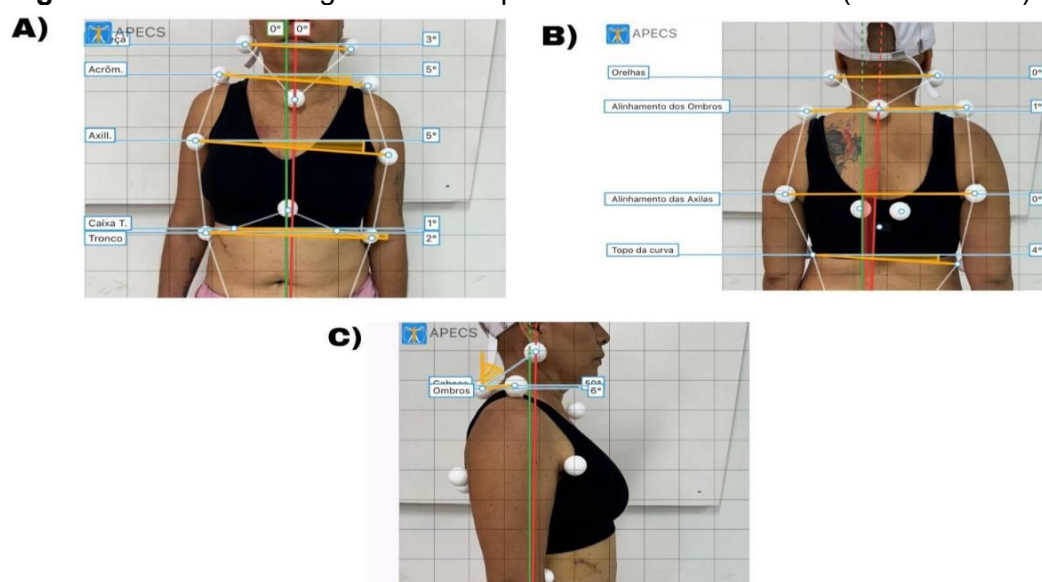 A)
APECS
0° 0°
3°
Acrôm. 5°
Axill. 5°
Caixa T. 1°
Tronco 2°
B)
APECS
Orelhas 0°
Alinhamento dos Ombros 1°
Alinhamento das Axilas 0°
Topo da curva 4°
C)
APECS
Ombros 6°